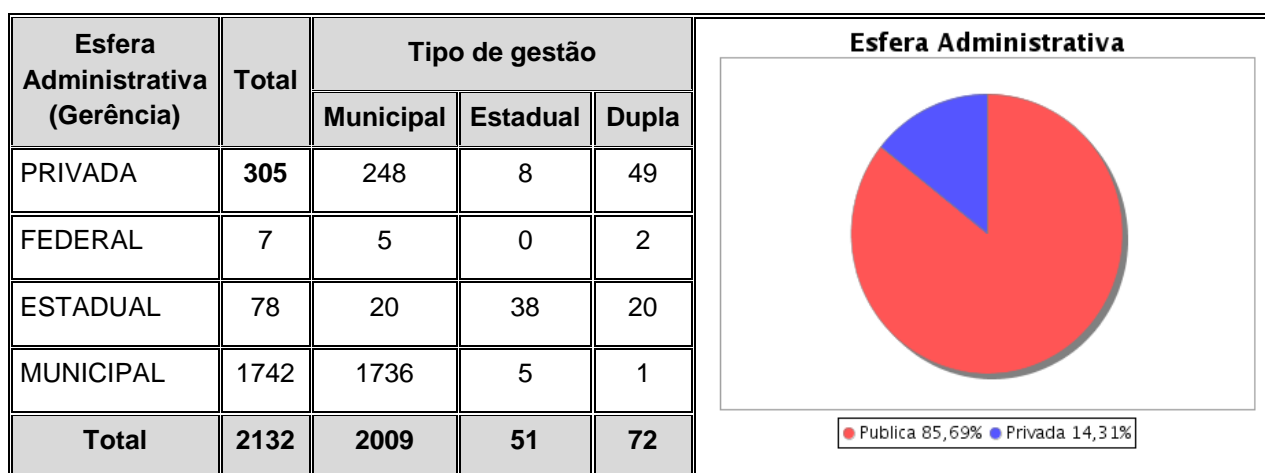 Esfera Administrativa (Gerência) Total Tipo de gestão
Municipal Estadual Dupla
PRIVADA 305 248 8 49
FEDERAL 7 5 0 2
ESTADUAL 78 20 38 20
MUNICIPAL 1742 1736 5 1
Total 2132 2009 51 72
Esfera Administrativa
Publica 85,69% Privada 14,31%